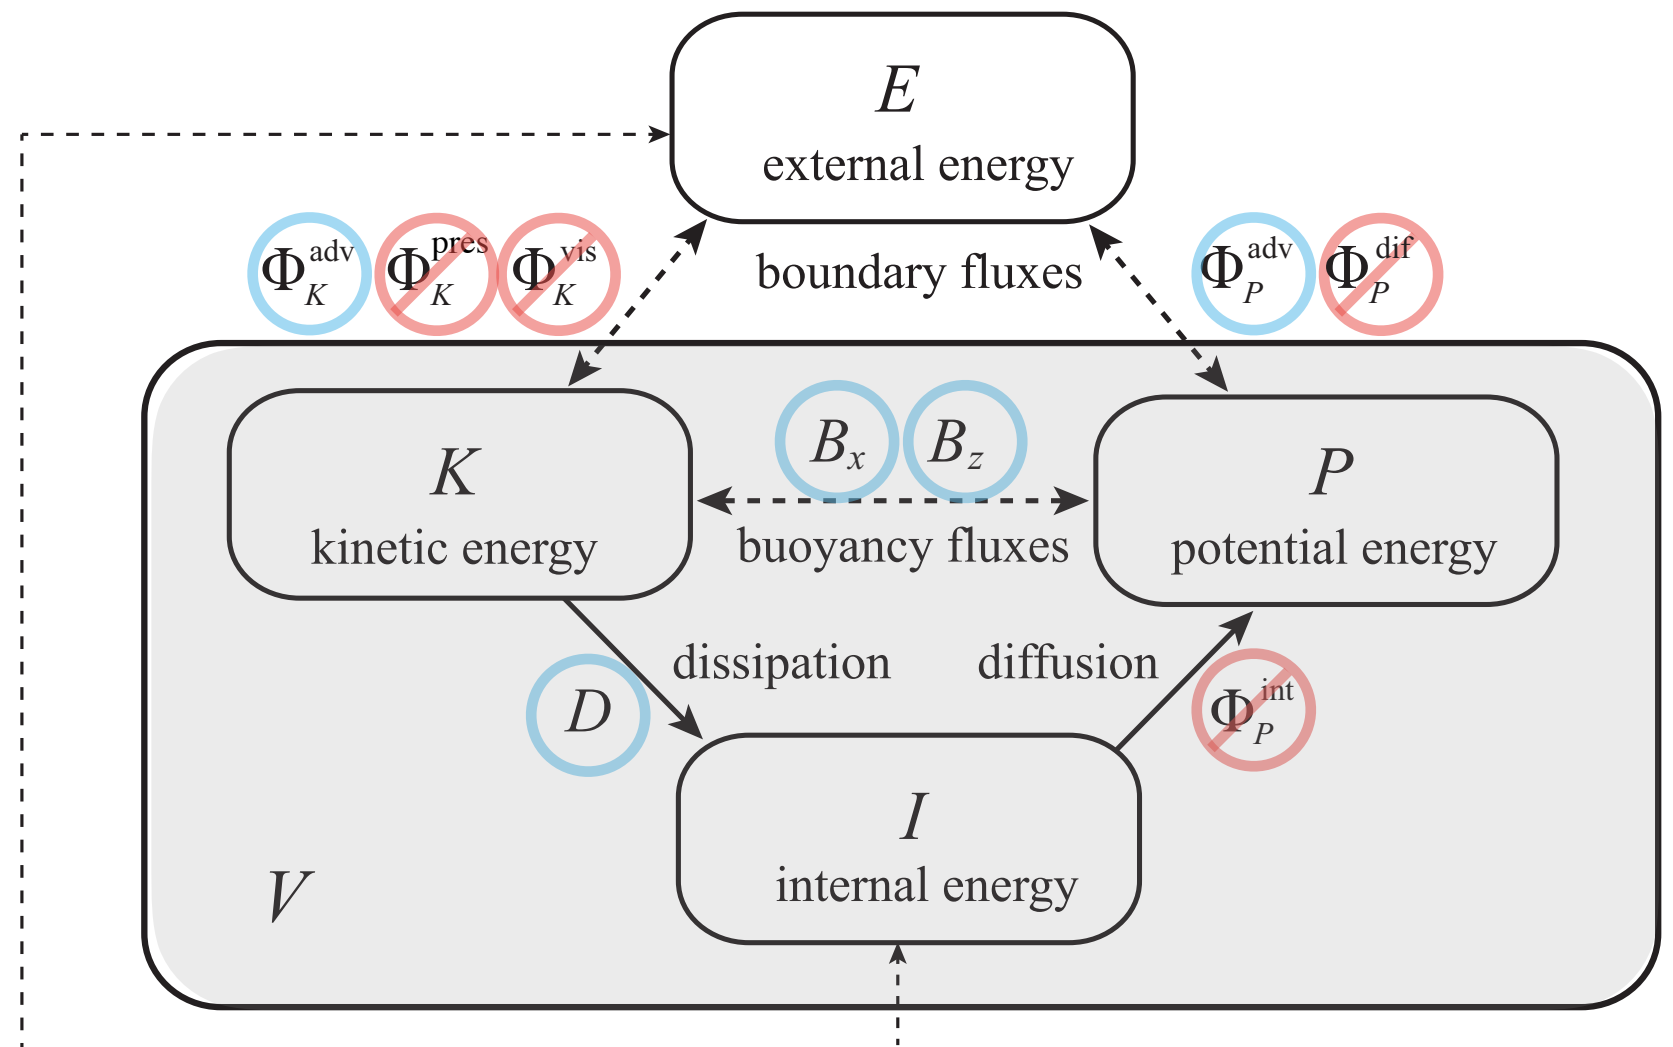 E
external energy
Φ_K^adv Φ_K^pres Φ_K^vis
boundary fluxes
Φ_P^adv Φ_P^dif
B_x B_z
K
kinetic energy
buoyancy fluxes
P
potential energy
dissipation
diffusion
D
Φ_P^int
I
internal energy
V